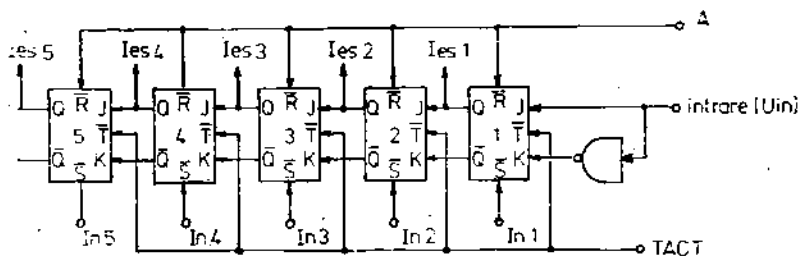 A
Ies 5 Ies 4 Ies 3 Ies 2 Ies 1
Q R̅ J Q R̅ J Q R̅ J Q R̅ J Q R̅ J intrare (Uin)
5 T̅ 4 T̅ 3 T̅ 2 T̅ 1 T̅
Q̅ K Q̅ K Q̅ K Q̅ K Q̅ K
S̅ S̅ S̅ S̅ S̅
In 5 In 4 In 3 In 2 In 1 TACT